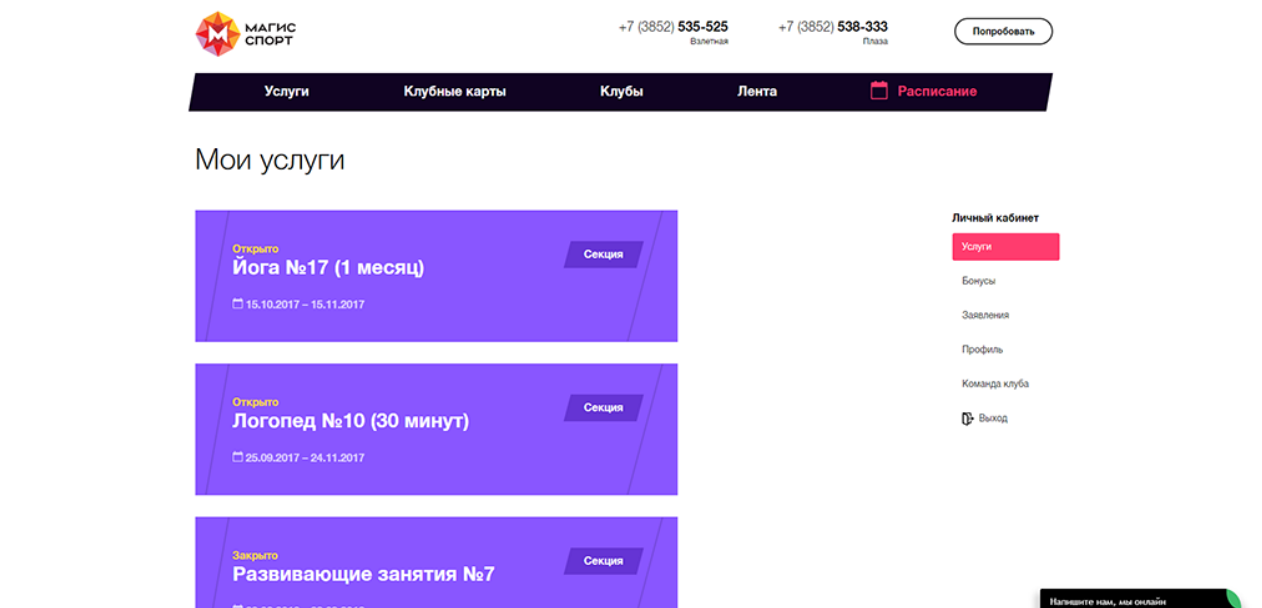 МАГИС
СПОРТ
+7 (3852) 535-525
Взлетная
+7 (3852) 538-333
Плаза
Попробовать
Услуги
Клубные карты
Клубы
Лента
Расписание
Мои услуги
Открыто
Йога №17 (1 месяц)
15.10.2017 – 15.11.2017
Секция
Открыто
Логопед №10 (30 минут)
25.09.2017 – 24.11.2017
Секция
Закрыто
Развивающие занятия №7
Секция
Личный кабинет
Услуги
Бонусы
Заявления
Профиль
Команда клуба
Выход
Напишите нам, мы онлайн